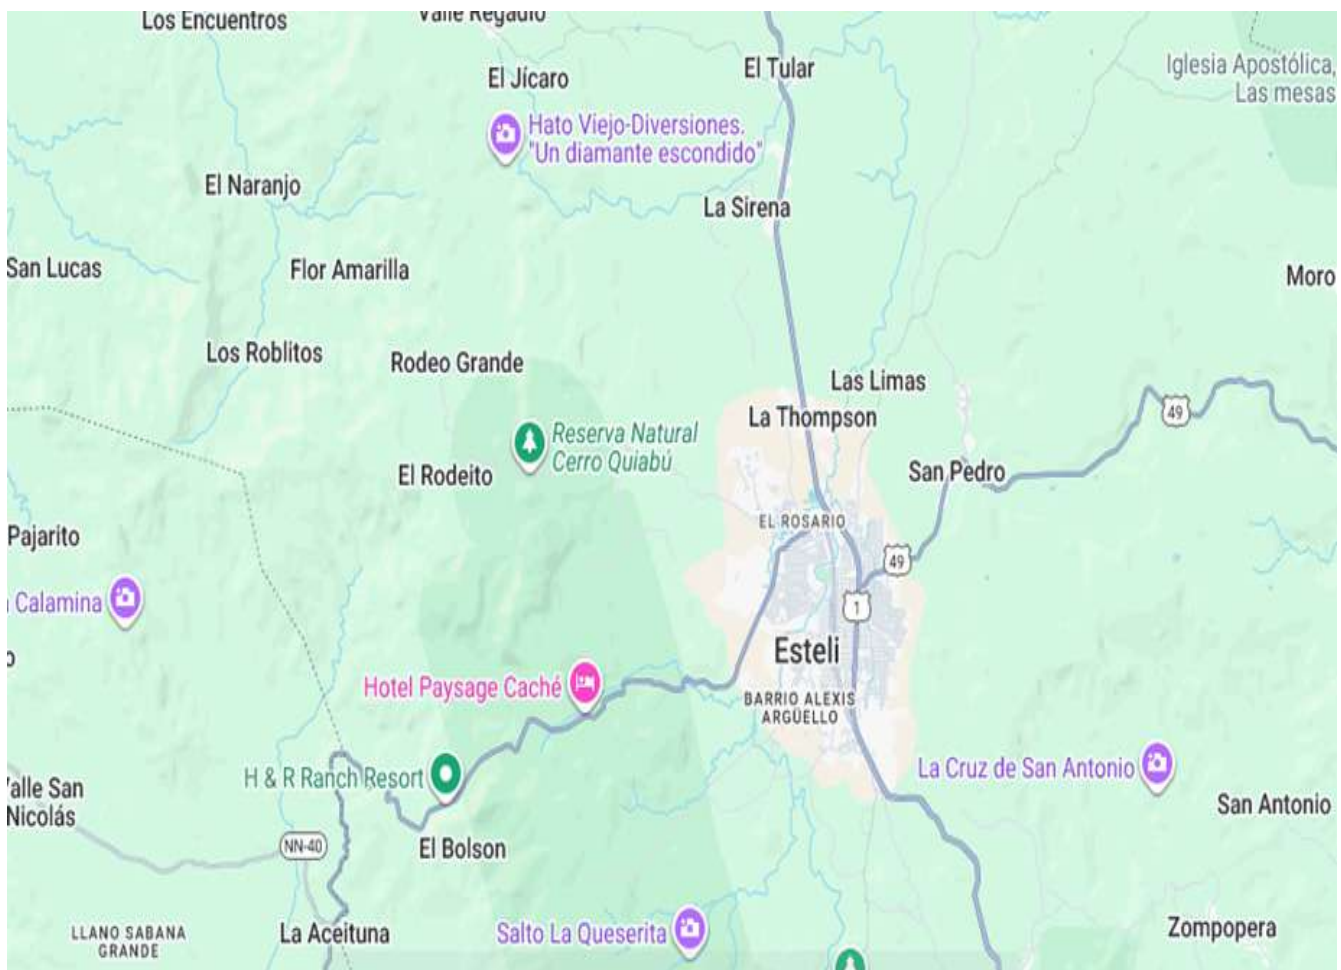 Los Encuentros
Valle Regadío
El Jícaro
El Tular
Iglesia Apostólica,
Las mesas
Hato Viejo-Diversiones.
"Un diamante escondido"
El Naranjo
La Sirena
San Lucas
Flor Amarilla
Moro
Los Roblitos
Rodeo Grande
Las Limas
49
La Thompson
Reserva Natural
Cerro Quiabú
El Rodeito
San Pedro
EL ROSARIO
Pajarito
49
Calamina
1
Esteli
Hotel Paysage Caché
BARRIO ALEXIS
ARGÜELLO
H & R Ranch Resort
La Cruz de San Antonio
Valle San
Nicolás
San Antonio
NN-40
El Bolson
LLANO SABANA
GRANDE
La Aceituna
Salto La Queserita
Zompopera